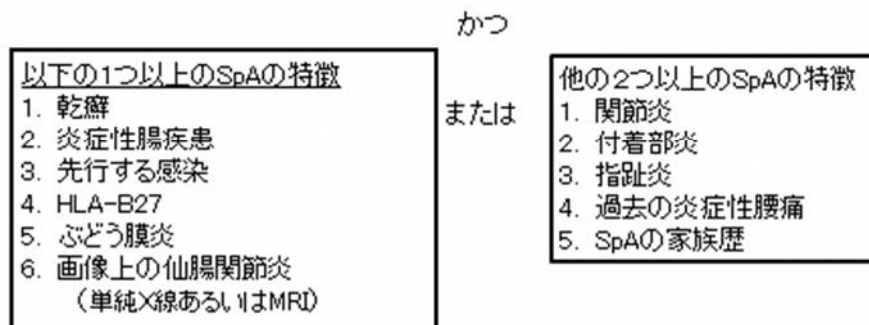 かつ
以下の1つ以上のSpAの特徴
1. 乾癬
2. 炎症性腸疾患
3. 先行する感染
4. HLA-B27
5. ぶどう膜炎
6. 画像上の仙腸関節炎
（単純X線あるいはMRI）
または
他の2つ以上のSpAの特徴
1. 関節炎
2. 付着部炎
3. 指趾炎
4. 過去の炎症性腰痛
5. SpAの家族歴